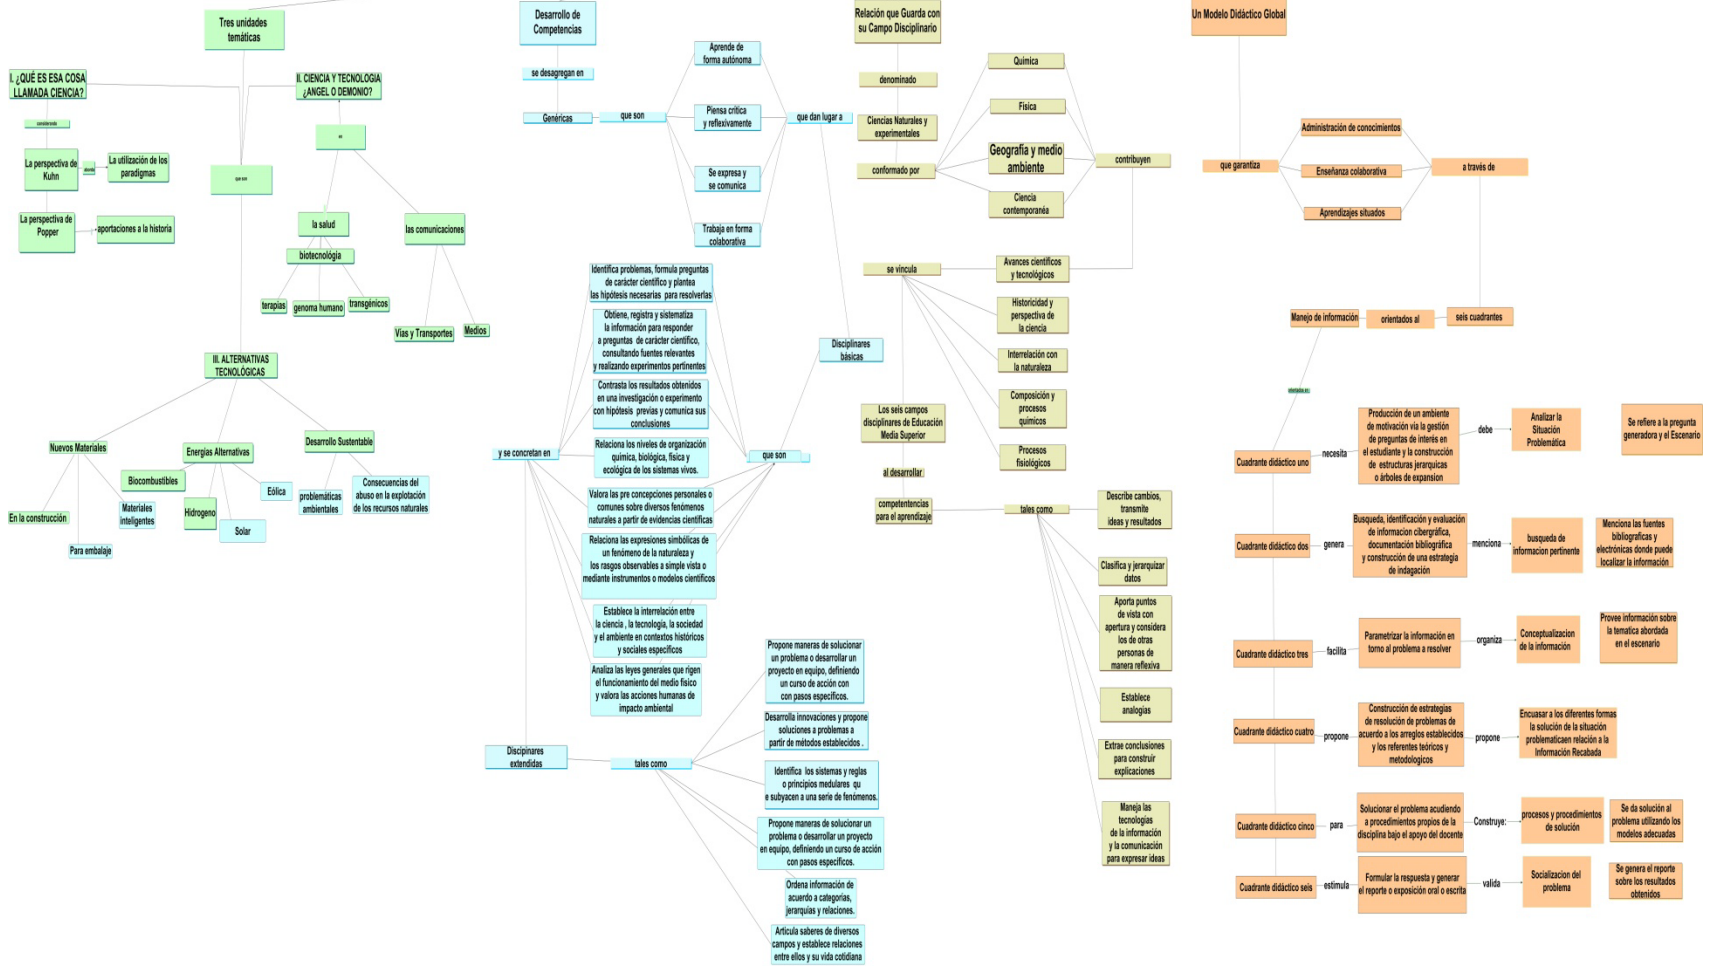 Tres unidades
temáticas
I. ¿QUÉ ES ESA COSA
LLAMADA CIENCIA?
II. CIENCIA Y TECNOLOGIA
¿ANGEL O DEMONIO?
considerando
en
La perspectiva de
Kuhn
La utilización de los
paradigmas
que son
La perspectiva de
Popper
aportaciones a la historia
la salud
las comunicaciones
biotecnológia
terapias
genoma humano
transgénicos
Vias y Transportes
Medios
III. ALTERNATIVAS
TECNOLÓGICAS
Nuevos Materiales
Energias Alternativas
Desarrollo Sustentable
Biocombustibles
Eólica
problemáticas
ambientales
Consecuencias del
abuso en la explotación
de los recursos naturales
En la construcción
Materiales
inteligentes
Hidrogeno
Solar
Para embalaje
Desarrollo de
Competencias
se desagregan en
Genéricas
que son
Aprende de
forma autónoma
Piensa critica
y reflexivamente
Se expresa y
se comunica
Trabaja en forma
colaborativa
que dan lugar a
Disciplinares
básicas
que son
Identifica problemas, formula preguntas
de carácter científico y plantea
las hipótesis necesarias para resolverlas
Obtiene, registra y sistematiza
la información para responder
a preguntas de carácter científico,
consultando fuentes relevantes
y realizando experimentos pertinentes
Contrasta los resultados obtenidos
en una investigación o experimento
con hipótesis previas y comunica sus
conclusiones
Relaciona los niveles de organización
quimica, biológica, fisica y
ecológica de los sistemas vivos.
Valora las pre concepciones personales o
comunes sobre diversos fenómenos
naturales a partir de evidencias cientificas
Relaciona las expresiones simbólicas de
un fenómeno de la naturaleza y
los rasgos observables a simple vista o
mediante instrumentos o modelos cientificos
Establece la interrelación entre
la ciencia , la tecnologia, la sociedad
y el ambiente en contextos históricos
y sociales especificos
Analiza las leyes generales que rigen
el funcionamiento del medio fisico
y valora las acciones humanas de
impacto ambiental
y se concretan en
Discipinares
extendidas
tales como
Propone maneras de solucionar
un problema o desarrollar un
proyecto en equipo, definiendo
un curso de acción con
con pasos especificos.
Desarrolla innovaciones y propone
soluciones a problemas a
partir de métodos establecidos .
Identifica los sistemas y reglas
o principios medulares qu
e subyacen a una serie de fenómenos.
Propone maneras de solucionar un
problema o desarrollar un proyecto
en equipo, definiendo un curso de acción
con pasos especificos.
Ordena información de
acuerdo a categorias,
jerarquias y relaciones.
Articula saberes de diversos
campos y establece relaciones
entre ellos y su vida cotidiana
Relación que Guarda con
su Campo Disciplinario
denominado
Ciencias Naturales y
experimentales
conformado por
Quimica
Fisica
Geografia y medio
ambiente
Ciencia
contemporanéa
contribuyen
se vincula
Avances cientificos
y tecnológicos
Historicidad y
perspectiva de
la ciencia
Interrelación con
la naturaleza
Composición y
procesos
quimicos
Procesos
fisiológicos
Los seis campos
disciplinares de Educación
Media Superior
al desarrollar
competentencias
para el aprendizaje
tales como
Describe cambios,
transmite
ideas y resultados
Clasifica y jerarquizar
datos
Aporta puntos
de vista con
apertura y considera
los de otras
personas de
manera reflexiva
Establece
analogias
Extrae conclusiones
para construir
explicaciones
Maneja las
tecnologias
de la información
y la comunicación
para expresar ideas
Un Modelo Didáctico Global
que garantiza
Administración de conocimientos
Enseñanza colaborativa
Aprendizajes situados
a través de
seis cuadrantes
orientados al
Manejo de información
Cuadrante didáctico uno
necesita
Producción de un ambiente
de motivación via la gestión
de preguntas de interés en
el estudiante y la construcción
de estructuras jerarquicas
o árboles de expansion
debe
Analizar la
Situación
Problemática
Se refiere a la pregunta
generadora y el Escenario
Cuadrante didáctico dos
genera
Busqueda, identificación y evaluación
de informacion cibergráfica,
documentación bibliográfica
y construcción de una estrategia
de indagación
menciona
busqueda de
informacion pertinente
Menciona las fuentes
bibliograficas y
electrónicas donde puede
localizar la información
Cuadrante didáctico tres
facilita
Parametrizar la información en
torno al problema a resolver
organiza
Conceptualizacion
de la información
Provee información sobre
la tematica abordada
en el escenario
Cuadrante didáctico cuatro
propone
Construcción de estrategias
de resolución de problemas de
acuerdo a los arreglos establecidos
y los referentes teóricos y
metodologicos
propone
Encuasar a los diferentes formas
la solución de la situación
problematicaen relación a la
Información Recabada
Cuadrante didáctico cinco
para
Solucionar el problema acudiendo
a procedimientos propios de la
disciplina bajo el apoyo del docente
Construye:
procesos y procedimientos
de solución
Se da solución al
problema utilizando los
modelos adecuadas
Cuadrante didáctico seis
estimula
Formular la respuesta y generar
el reporte o exposición oral o escrita
valida
Socializacion del
problema
Se genera el reporte
sobre los resultados
obtenidos